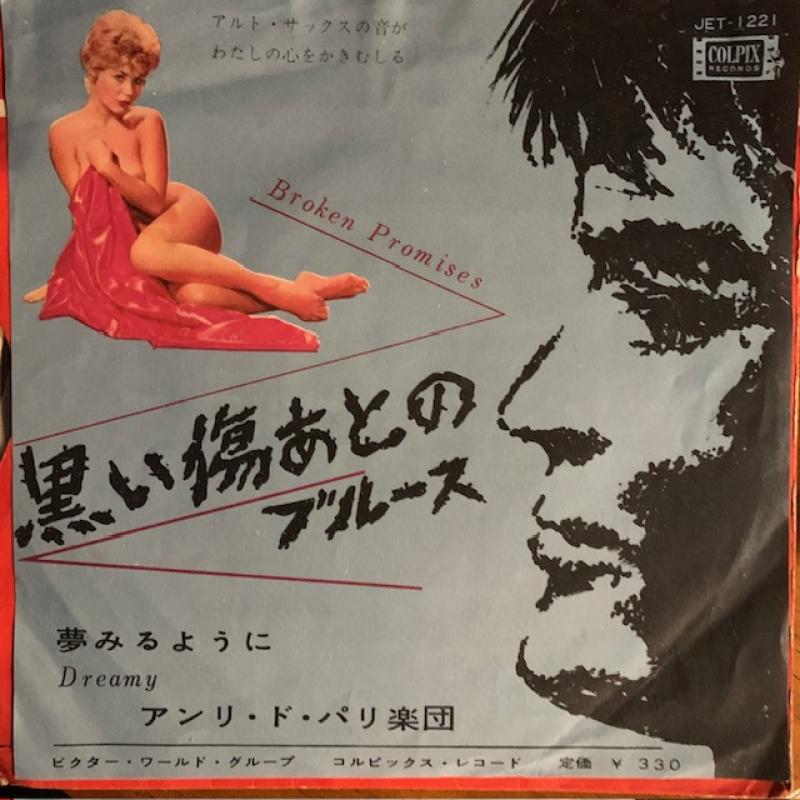 アルト・サックスの音が
わたしの心をかきむしる
JET-1221
COLPIX
RECORDS
Broken Promises
黒い傷あとの
ブルース
夢みるように
Dreamy
アンリ・ド・パリ楽団
ビクター・ワールド・グループ コルピックス・レコード 定価 ¥ 330